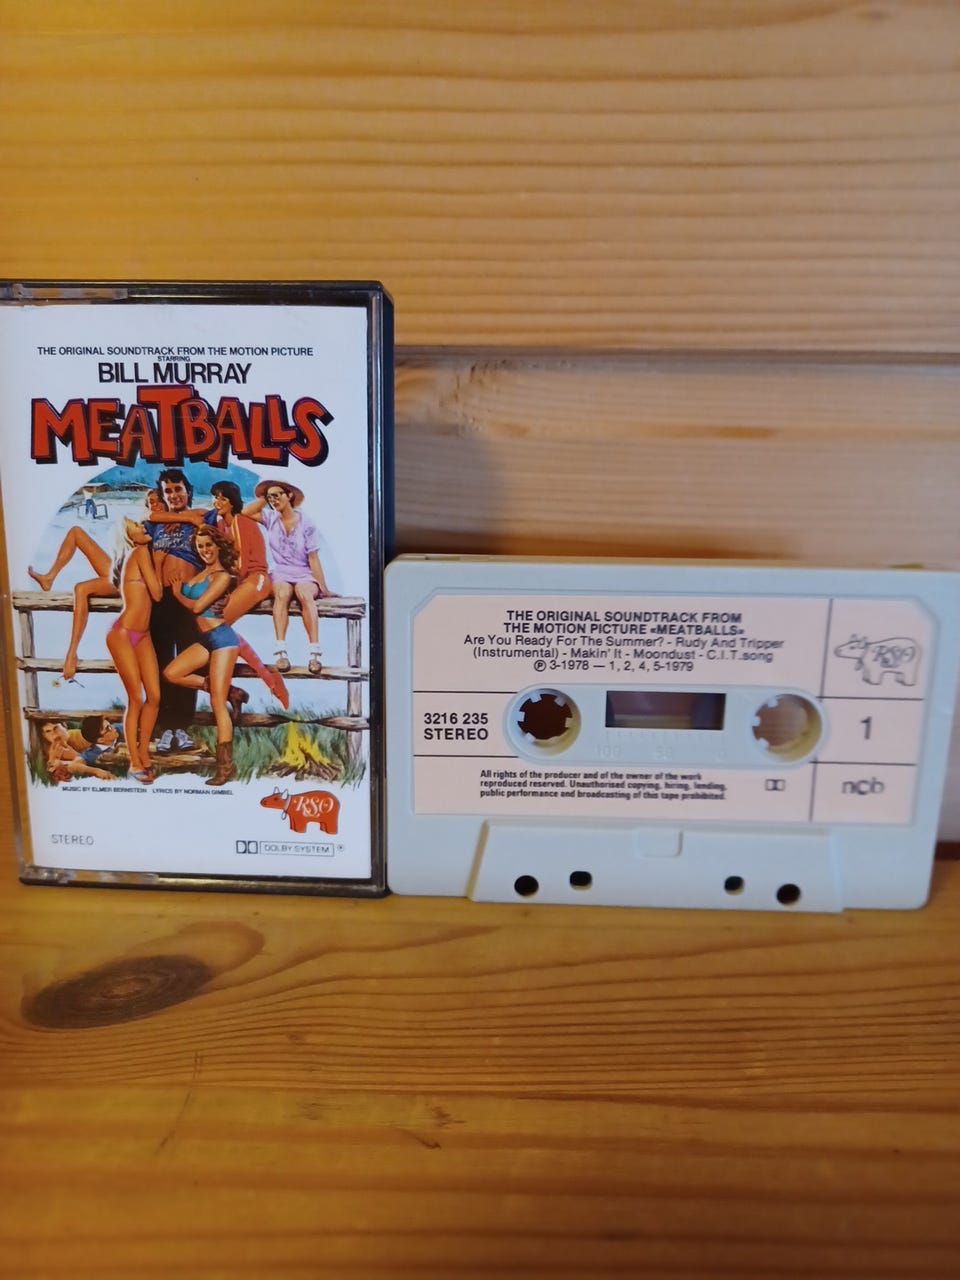 THE ORIGINAL SOUNDTRACK FROM THE MOTION PICTURE
STARRING
BILL MURRAY
MEATBALLS
MUSIC BY ELMER BERNSTEIN LYRICS BY NORMAN GIMBEL
RSO
STEREO
DOLBY SYSTEM ®
THE ORIGINAL SOUNDTRACK FROM
THE MOTION PICTURE «MEATBALLS»
Are You Ready For The Summer? - Rudy And Tripper
(Instrumental) - Makin' It - Moondust - C.I.T.song
Ⓟ 3-1978 — 1, 2, 4, 5-1979
RSO
3216 235
STEREO
100 50 0
1
All rights of the producer and of the owner of the work
reproduced reserved. Unauthorised copying, hiring, lending,
public performance and broadcasting of this tape prohibited.
ncb